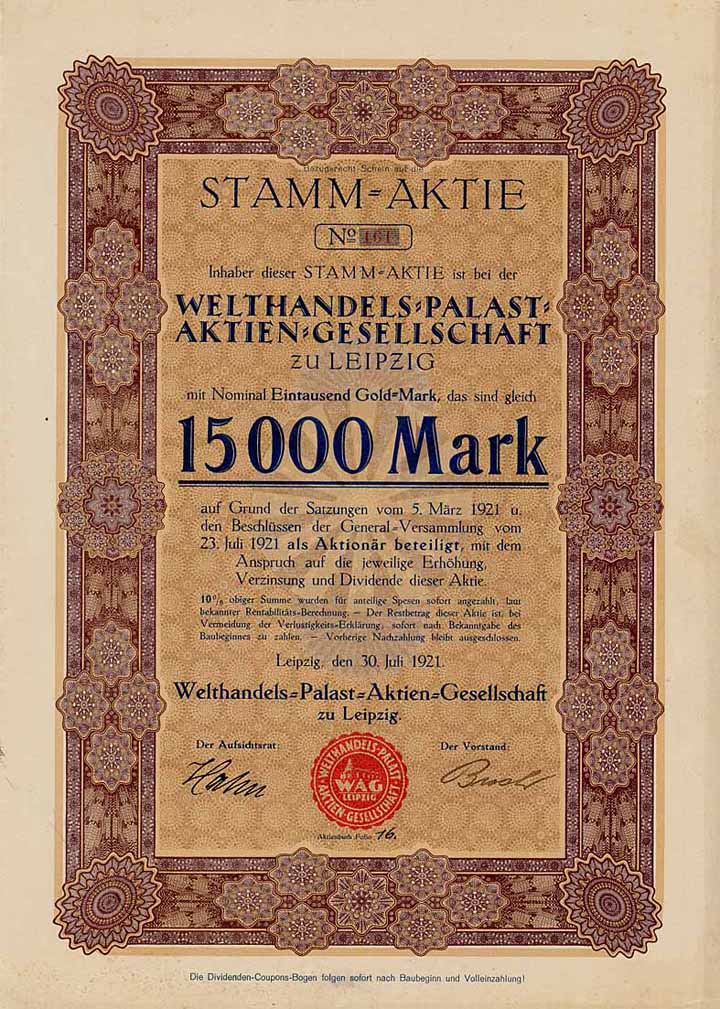 Bezugsrecht-Schein auf die
STAMM=AKTIE
Nº 161
Inhaber dieser STAMM=AKTIE ist bei der
WELTHANDELS=PALAST=
AKTIEN=GESELLSCHAFT
ZU LEIPZIG
mit Nominal Eintausend Gold=Mark, das sind gleich
15000 Mark
auf Grund der Satzungen vom 5. März 1921 u.
den Beschlüssen der General-Versammlung vom
23. Juli 1921 als Aktionär beteiligt, mit dem
Anspruch auf die jeweilige Erhöhung,
Verzinsung und Dividende dieser Aktie.
10% obiger Summe wurden für anteilige Spesen sofort angezahlt, laut
bekannter Rentabilitäts-Berechnung. — Der Restbetrag dieser Aktie ist, bei
Vermeidung der Verlustigkeits-Erklärung, sofort nach Bekanntgabe des
Baubeginnes zu zahlen. — Vorherige Nachzahlung bleibt ausgeschlossen.
Leipzig, den 30. Juli 1921.
Welthandels=Palast=Aktien=Gesellschaft
zu Leipzig.
Der Aufsichtsrat:
Der Vorstand:
Hahn
WELTHANDELS-PALAST
WAG
LEIPZIG
AKTIEN-GESELLSCHAFT
Aktienbuch Folio 16.
Die Dividenden-Coupons-Bogen folgen sofort nach Baubeginn und Volleinzahlung!